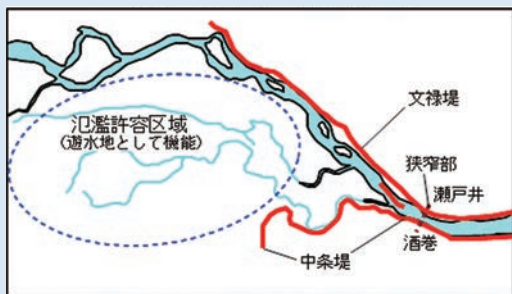 氾濫許容区域
(遊水地として機能)
文禄堤
狭窄部
瀬戸井
酒巻
中条堤